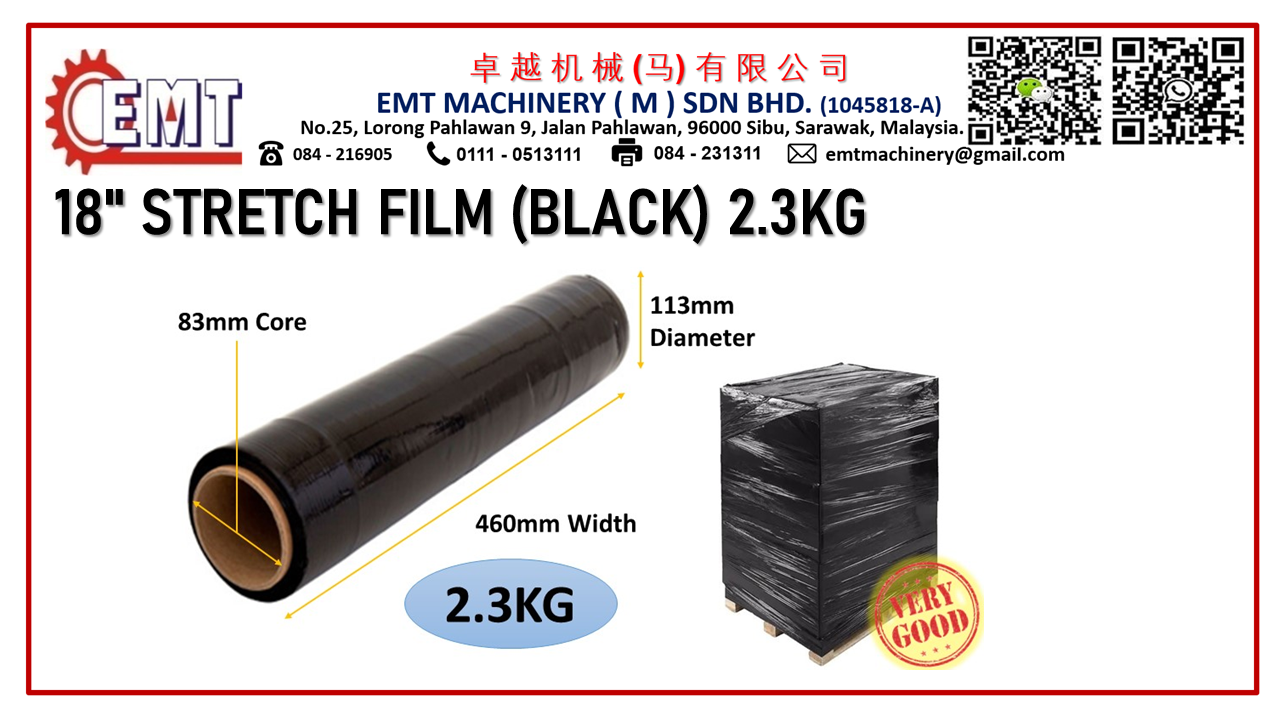 EMT
卓越机械(马)有限公司
EMT MACHINERY ( M ) SDN BHD. (1045818-A)
No.25, Lorong Pahlawan 9, Jalan Pahlawan, 96000 Sibu, Sarawak, Malaysia.
084 - 216905 0111 - 0513111 084 - 231311 emtmachinery@gmail.com
18" STRETCH FILM (BLACK) 2.3KG
83mm Core
113mm
Diameter
460mm Width
2.3KG
VERY
GOOD